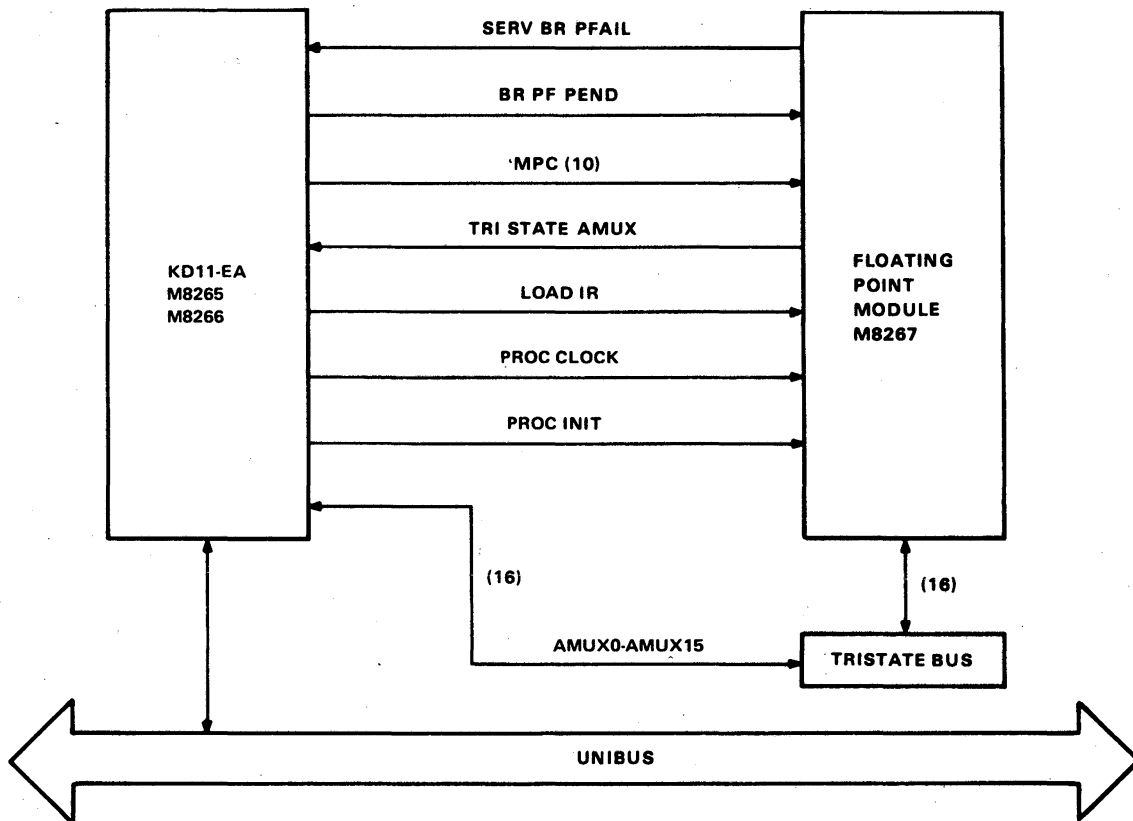 SERV BR PFAIL
BR PF PEND
MPC (10)
TRI STATE AMUX
KD11-EA
M8265
M8266
LOAD IR
PROC CLOCK
PROC INIT
FLOATING
POINT
MODULE
M8267
(16)
(16)
AMUX0-AMUX15
TRISTATE BUS
UNIBUS